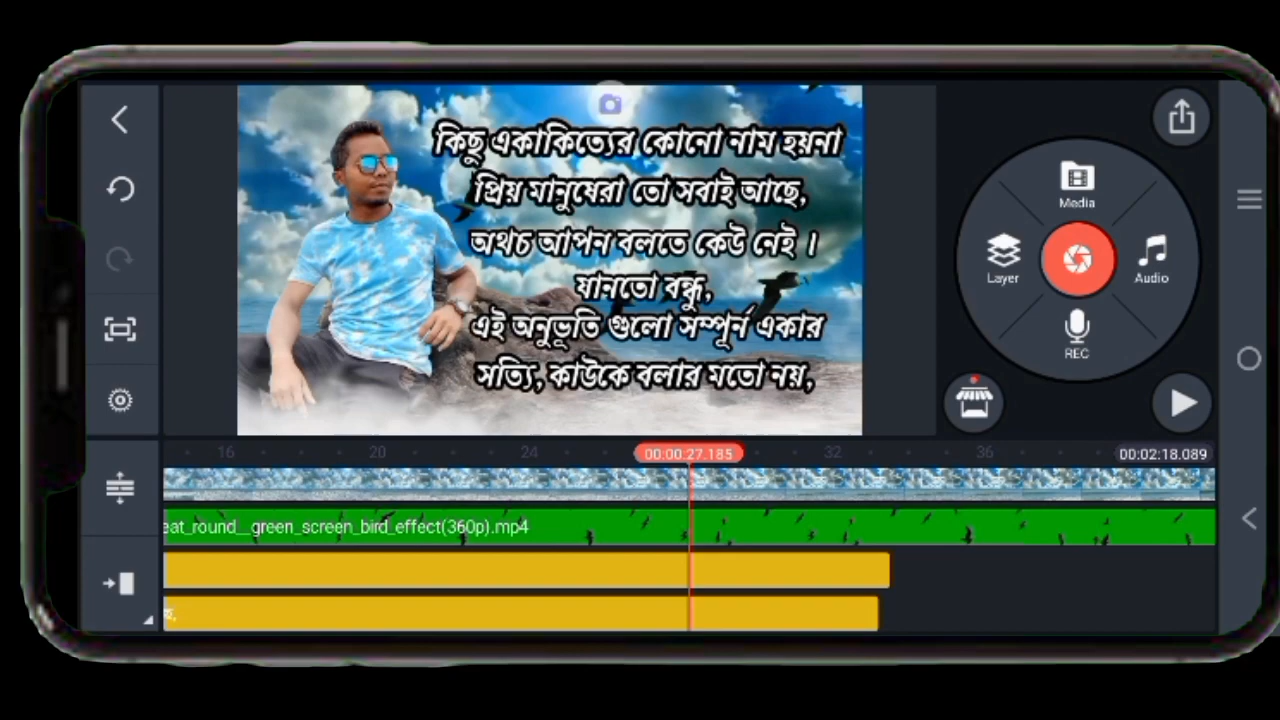 কিছু একাকিত্যের কোনো নাম হয়না
প্রিয় মানুষেরা তো সবাই আছে,
অথচ আপন বলতে কেউ নেই ।
যানতো বন্ধু,
এই অনুভূতি গুলো সম্পূর্ন একার
সত্যি, কাউকে বলার মতো নয়,
Media
Layer
Audio
REC
16 20 24 00:00:27.185 32 36 00:02:18.089
eat_round__green_screen_bird_effect(360p).mp4